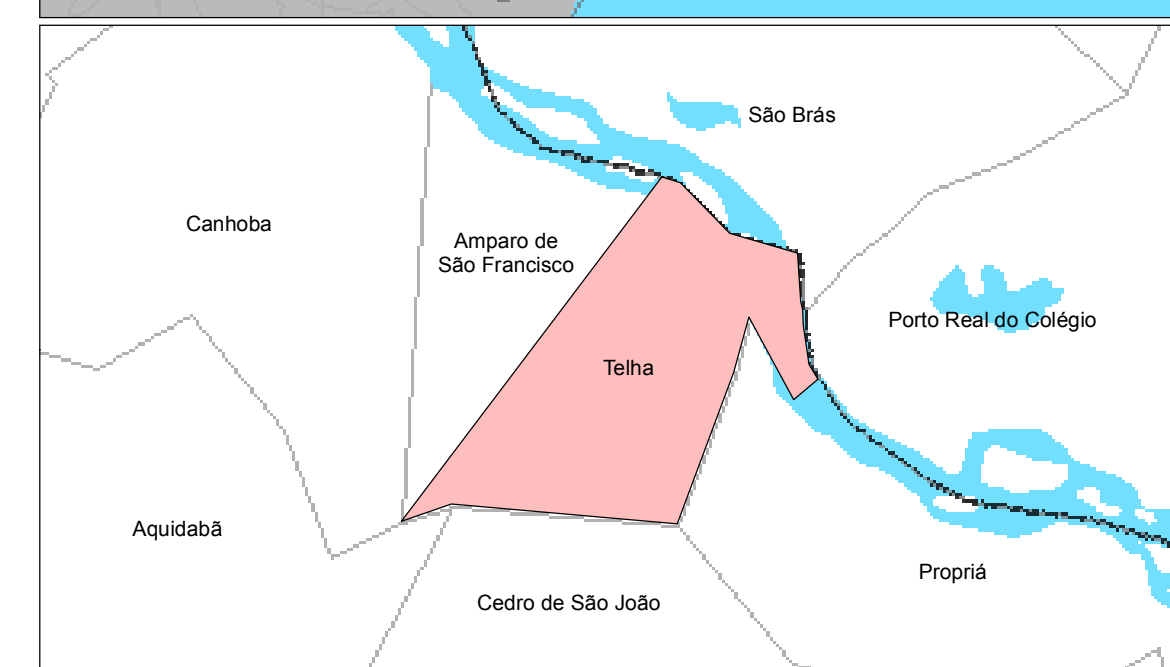 São Brás
Canhoba
Amparo de
São Francisco
Porto Real do Colégio
Telha
Aquidabã
Propriá
Cedro de São João